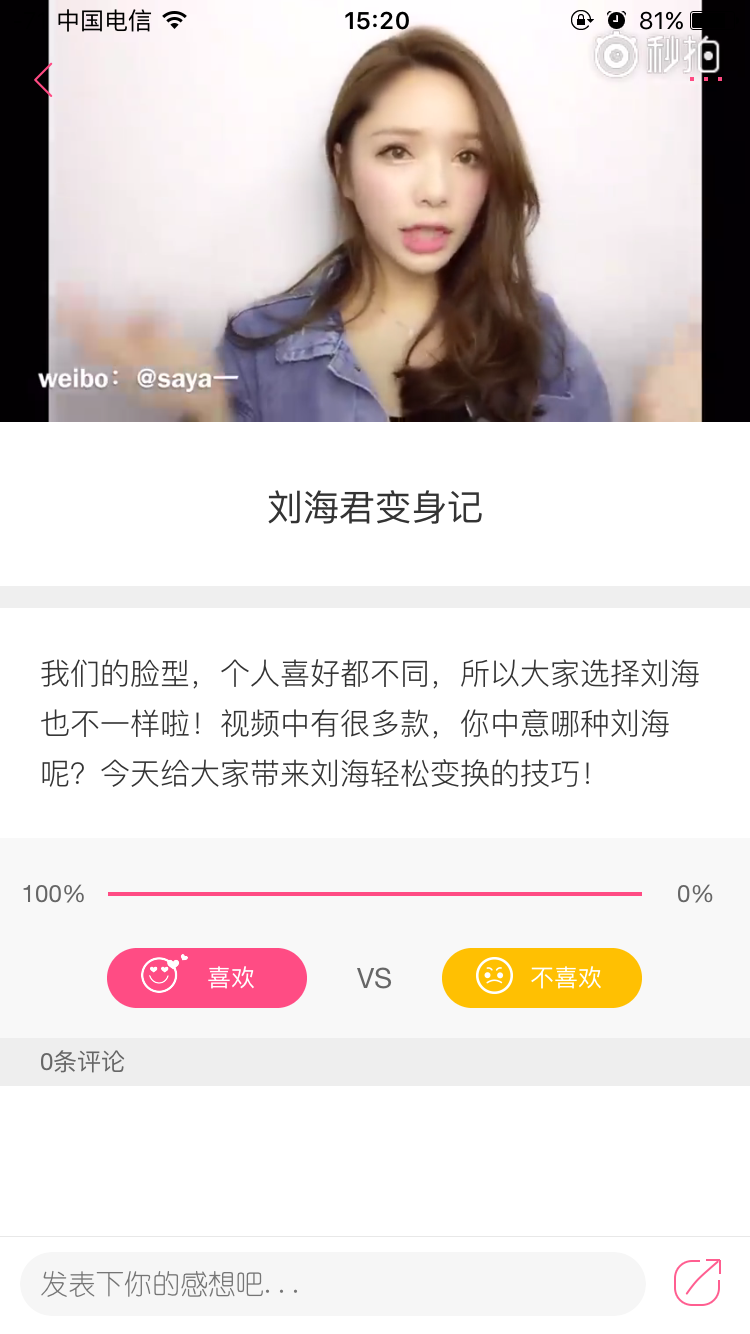 中国电信 15:20 81%
秒拍
weibo：@saya一
刘海君变身记
我们的脸型，个人喜好都不同，所以大家选择刘海
也不一样啦！视频中有很多款，你中意哪种刘海
呢？今天给大家带来刘海轻松变换的技巧！
100% 0%
喜欢 VS 不喜欢
0条评论
发表下你的感想吧...